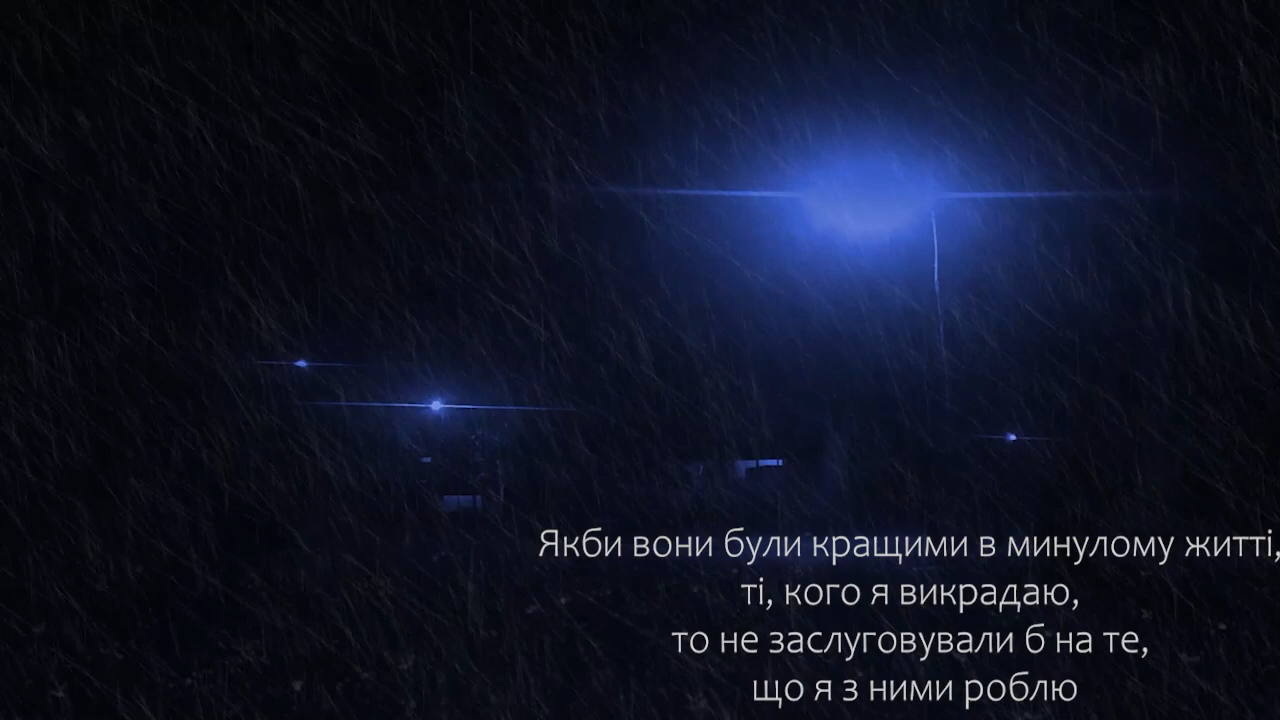 Якби вони були кращими в минулому житті,
ті, кого я викрадаю,
то не заслуговували б на те,
що я з ними роблю